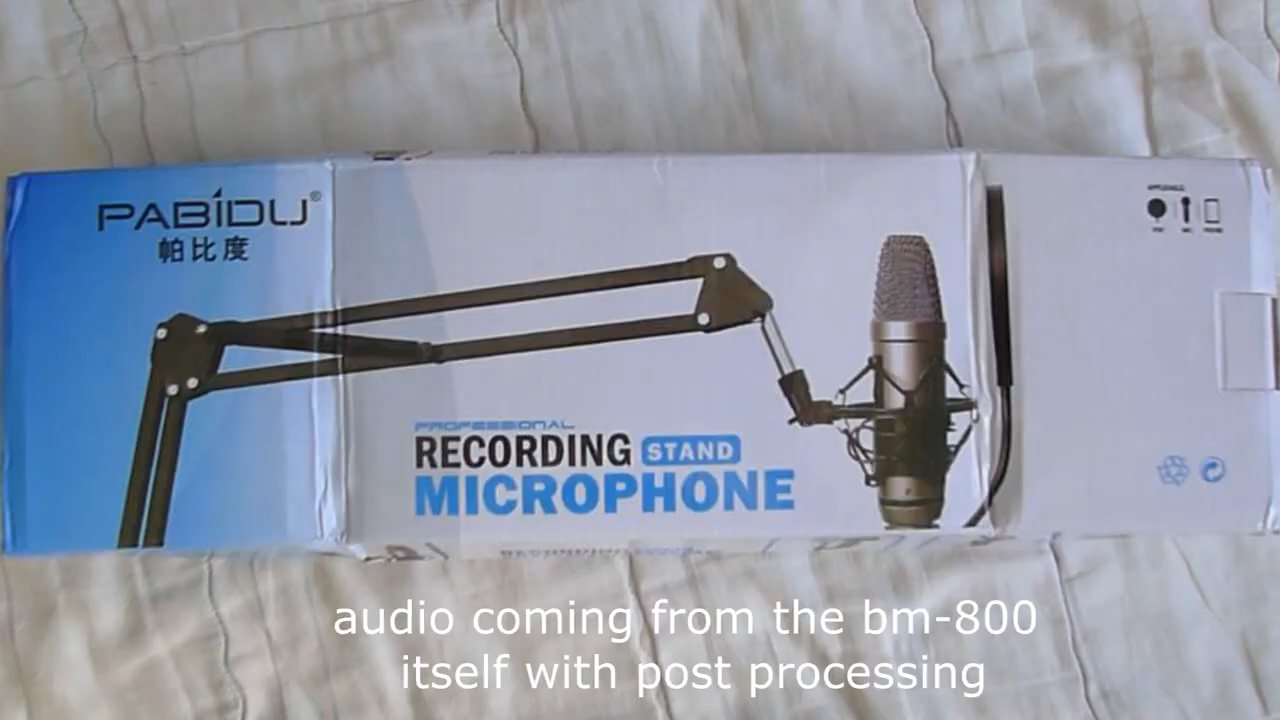 PABIDU®
帕比度
PROFESSIONAL
RECORDING STAND
MICROPHONE
audio coming from the bm-800
itself with post processing